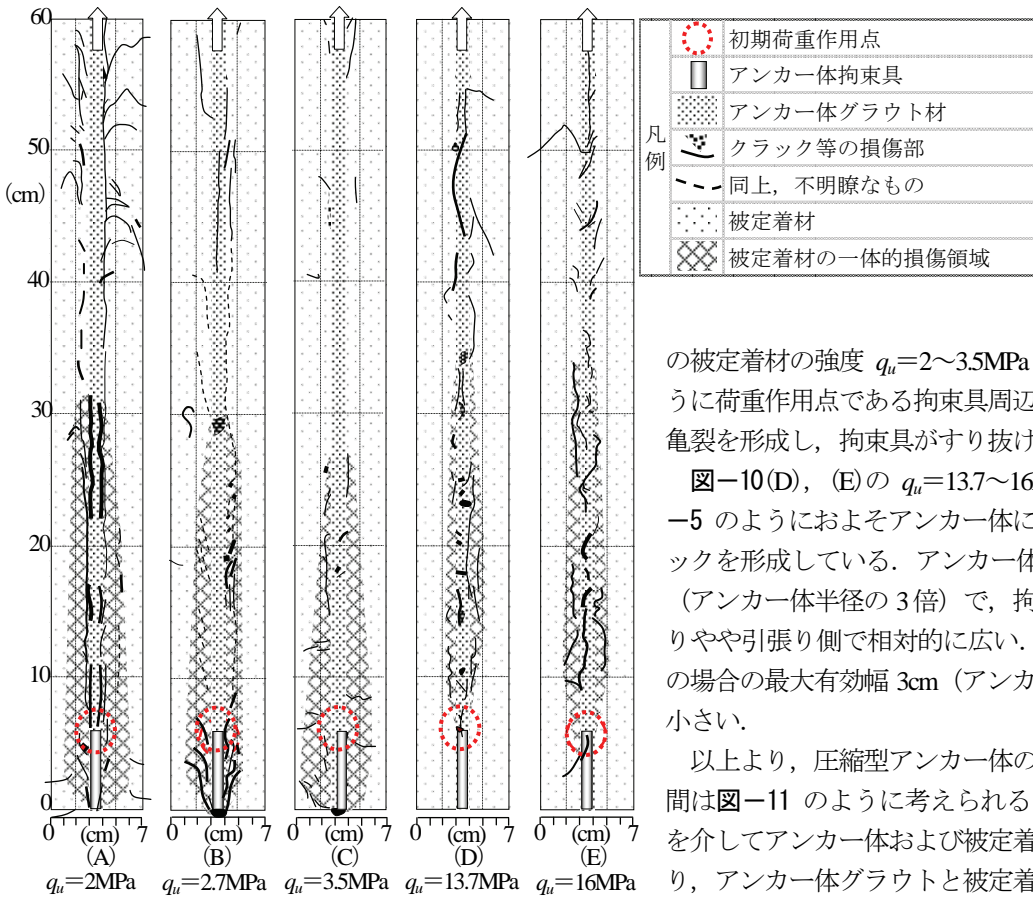 60
50
(cm)
40
30
20
10
0
0 (cm) 7
0 (cm) 7
0 (cm) 7
0 (cm) 7
0 (cm) 7
(A)
(B)
(C)
(D)
(E)
qu=2MPa
qu=2.7MPa
qu=3.5MPa
qu=13.7MPa
qu=16MPa
凡例
初期荷重作用点
アンカー体拘束具
アンカー体グラウト材
クラック等の損傷部
同上，不明瞭なもの
被定着材
被定着材の一体的損傷領域
の被定着材の強度 qu=2～3.5MPa
うに荷重作用点である拘束具周辺
亀裂を形成し，拘束具がすり抜け
図－10(D)，(E)の qu=13.7～16
－5 のようにおよそアンカー体に
ックを形成している．アンカー体
（アンカー体半径の 3 倍）で，拘
りやや引張り側で相対的に広い．
の場合の最大有効幅 3cm（アンカ
小さい．
以上より，圧縮型アンカー体の
間は図－11 のように考えられる
を介してアンカー体および被定着
り，アンカー体グラウトと被定着